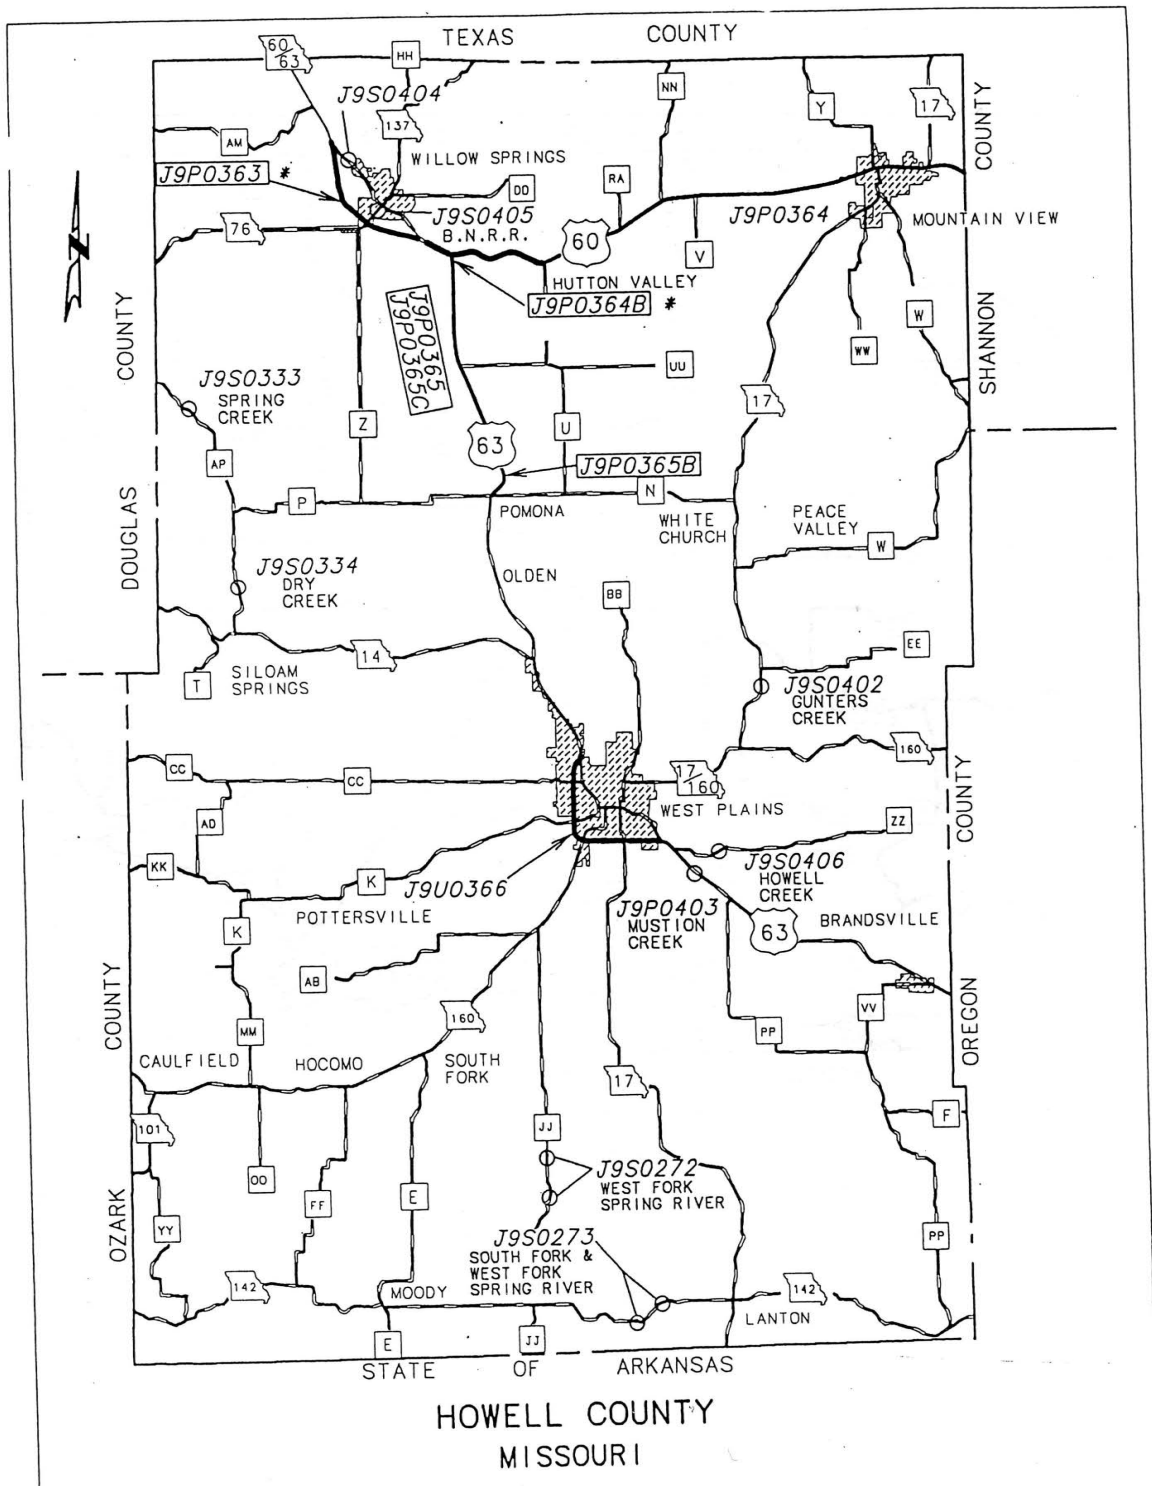 TEXAS COUNTY
60/63
HH
J9S0404
NN
Y
17
COUNTY
137
AM
WILLOW SPRINGS
J9P0363 *
DD
RA
J9S0405
B.N.R.R.
J9P0364
MOUNTAIN VIEW
76
60
V
N
HUTTON VALLEY
J9P0364B *
J9P0365
J9P0365C
W
WW
SHANNON
COUNTY
UU
J9S0333
SPRING
CREEK
17
Z
U
63
AP
J9P0365B
N
P
POMONA
WHITE
CHURCH
PEACE
VALLEY
W
DOUGLAS
J9S0334
DRY
CREEK
OLDEN
BB
EE
14
SILOAM
SPRINGS
T
J9S0402
GUNTERS
CREEK
160
CC
CC
17/160
WEST PLAINS
COUNTY
AD
ZZ
KK
K
J9U0366
J9S0406
HOWELL
CREEK
POTTERSVILLE
J9P0403
MUSTION
CREEK
63
BRANDSVILLE
K
AB
VV
COUNTY
160
MM
PP
OREGON
CAULFIELD
HOCOMO
SOUTH
FORK
17
101
JJ
F
OO
J9S0272
WEST FORK
SPRING RIVER
FF
E
OZARK
YY
J9S0273
SOUTH FORK &
WEST FORK
SPRING RIVER
PP
142
MOODY
142
LANTON
E
JJ
STATE OF ARKANSAS
HOWELL COUNTY
MISSOURI